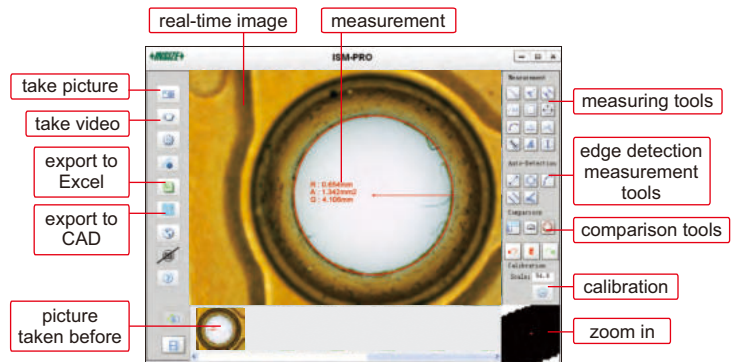 real-time image
measurement
ISM-PRO
take picture
take video
export to
Excel
export to
CAD
picture
taken before
R : 0.654mm
A : 1.342mm2
G : 4.106mm
Measurement
Auto-Detection
Comparison
Calibration
Scale:
measuring tools
edge detection
measurement
tools
comparison tools
calibration
zoom in